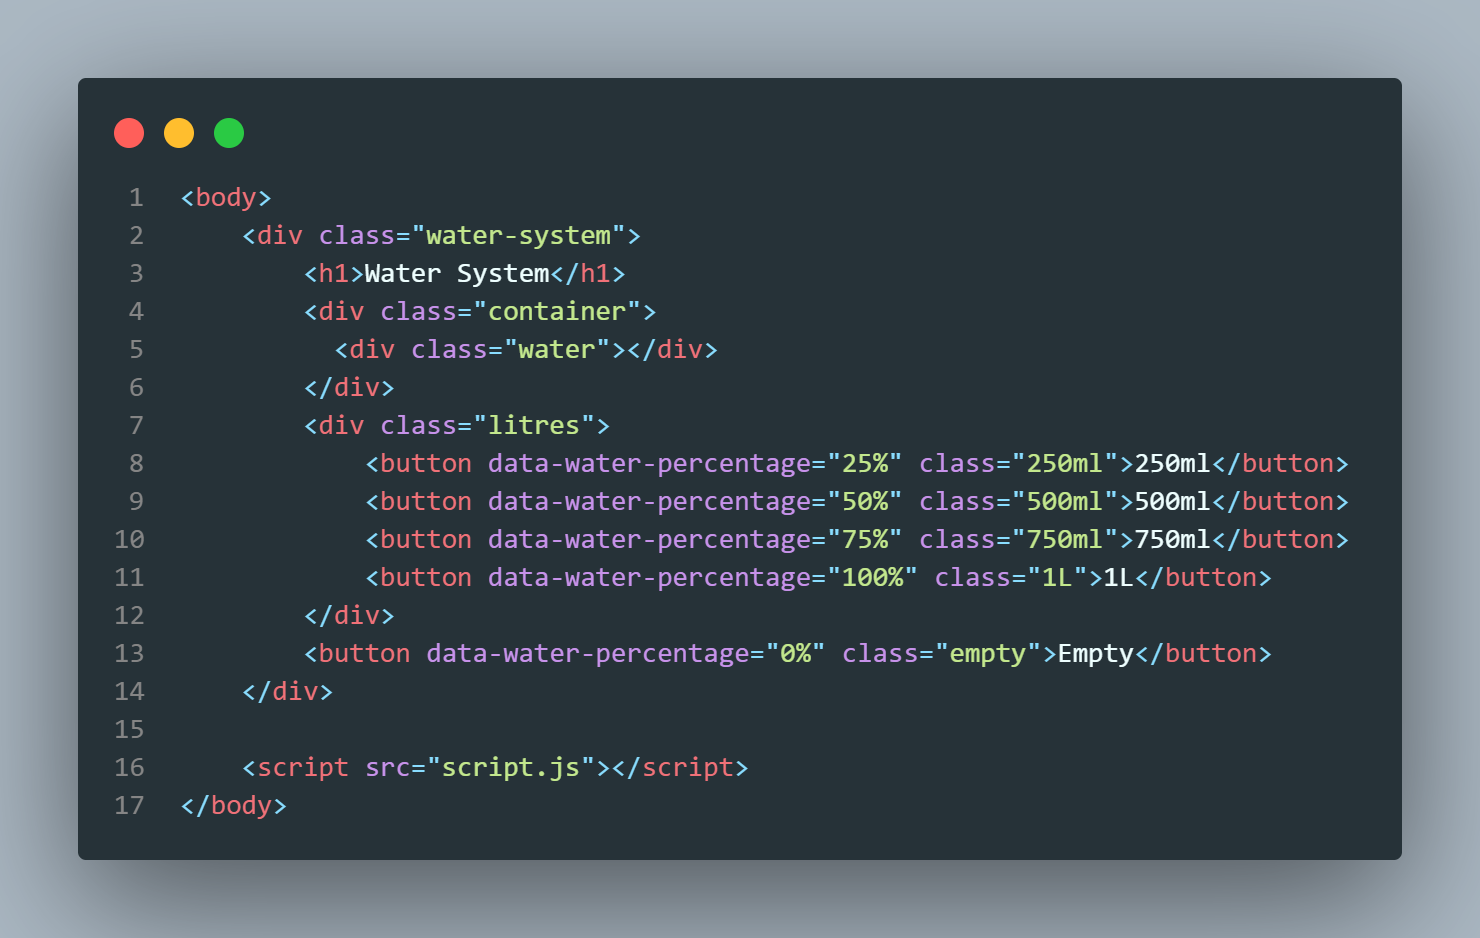 1 <body>
2     <div class="water-system">
3         <h1>Water System</h1>
4         <div class="container">
5           <div class="water"></div>
6         </div>
7         <div class="litres">
8             <button data-water-percentage="25%" class="250ml">250ml</button>
9             <button data-water-percentage="50%" class="500ml">500ml</button>
10             <button data-water-percentage="75%" class="750ml">750ml</button>
11             <button data-water-percentage="100%" class="1L">1L</button>
12         </div>
13         <button data-water-percentage="0%" class="empty">Empty</button>
14     </div>
15
16     <script src="script.js"></script>
17 </body>